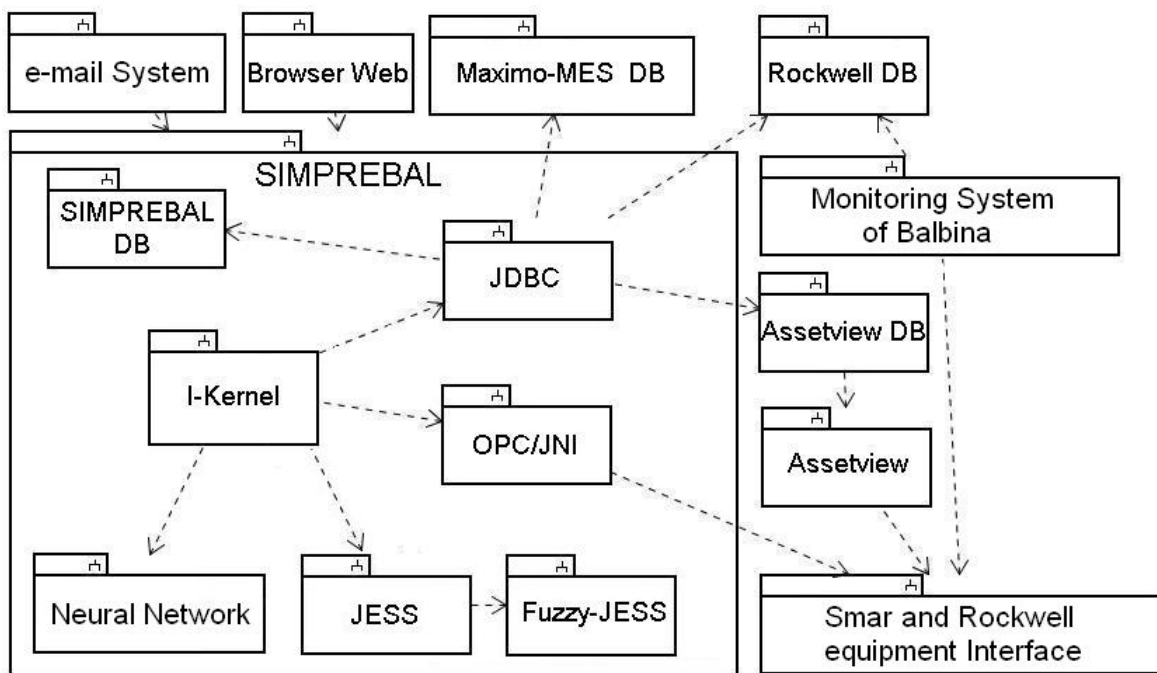 e-mail System
Browser Web
Maximo-MES DB
Rockwell DB
SIMPREBAL
SIMPREBAL
DB
JDBC
Monitoring System
of Balbina
Assetview DB
I-Kernel
OPC/JNI
Assetview
Neural Network
JESS
Fuzzy-JESS
Smar and Rockwell
equipment Interface